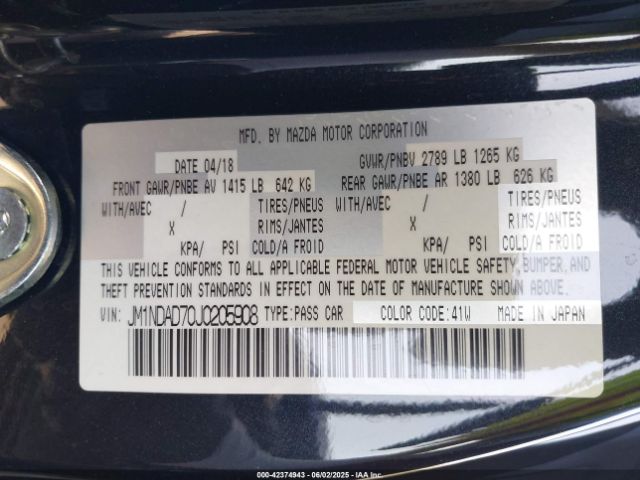 MFD. BY MAZDA MOTOR CORPORATION
DATE 04/18 GVWR/PNBV 2789 LB 1265 KG
FRONT GAWR/PNBE AV 1415 LB 642 KG REAR GAWR/PNBE AR 1380 LB 626 KG
WITH/AVEC / TIRES/PNEUS WITH/AVEC / TIRES/PNEUS
X RIMS/JANTES X RIMS/JANTES
KPA/ PSI COLD/A FROID KPA/ PSI COLD/A FROID
THIS VEHICLE CONFORMS TO ALL APPLICABLE FEDERAL MOTOR VEHICLE SAFETY, BUMPER, AND
THEFT PREVENTION STANDARDS IN EFFECT ON THE DATE OF MANUFACTURE SHOWN ABOVE.
VIN: JM1NDAD70J0205908 TYPE:PASS CAR COLOR CODE:41W MADE IN JAPAN
000-42374943 - 06/02/2025 - IAAI.COM